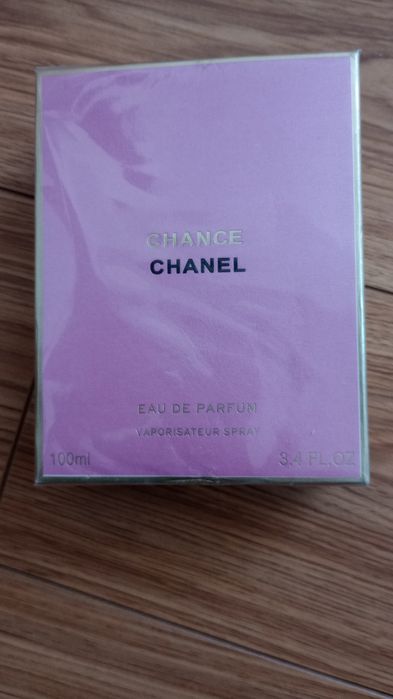 CHANCE
CHANEL
EAU DE PARFUM
VAPORISATEUR SPRAY
100ml 3.4 FL.OZ